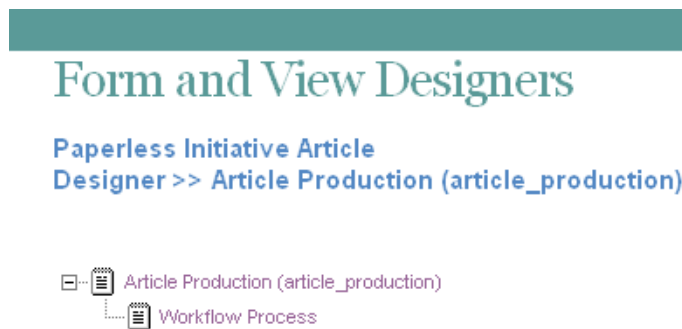 Form and View Designers
Paperless Initiative Article
Designer >> Article Production (article_production)
Article Production (article_production)
Workflow Process